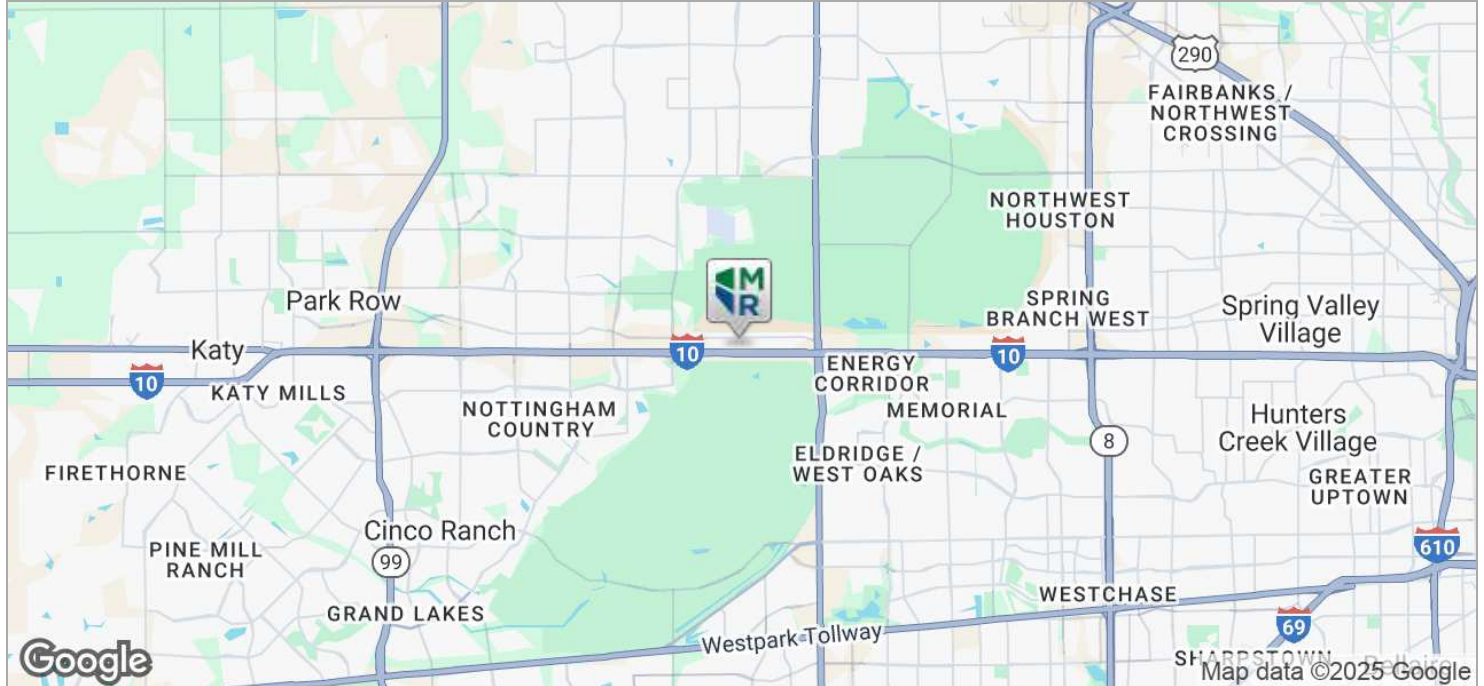 290
FAIRBANKS /
NORTHWEST
CROSSING
NORTHWEST
HOUSTON
M
R
Park Row
SPRING
BRANCH WEST
Spring Valley
Village
Katy
10
10
10
ENERGY
CORRIDOR
KATY MILLS
NOTTINGHAM
COUNTRY
MEMORIAL
Hunters
Creek Village
8
FIRETHORNE
ELDRIDGE /
WEST OAKS
GREATER
UPTOWN
Cinco Ranch
610
PINE MILL
RANCH
99
WESTCHASE
GRAND LAKES
69
Westpark Tollway
Google
SHARPSTOWN
Bellaire
Map data ©2025 Google